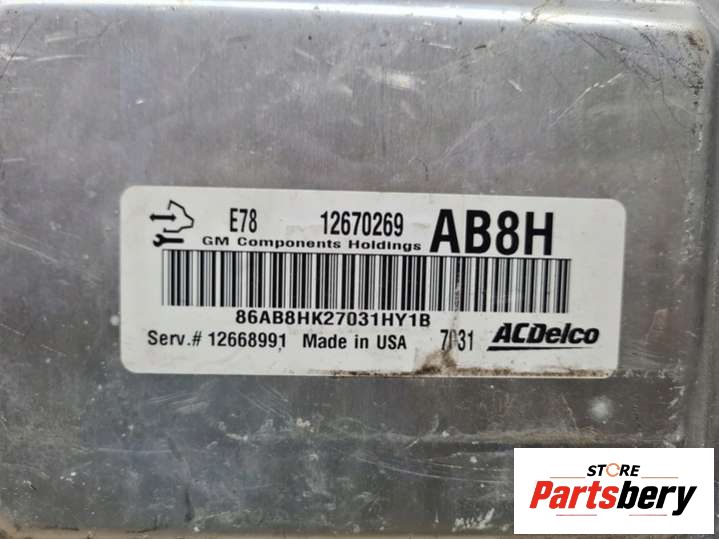 E78 12670269 AB8H
GM Components Holdings
86AB8HK27031HY1B
Serv.# 12668991 Made in USA 7031 ACDelco
STORE
Partsbery